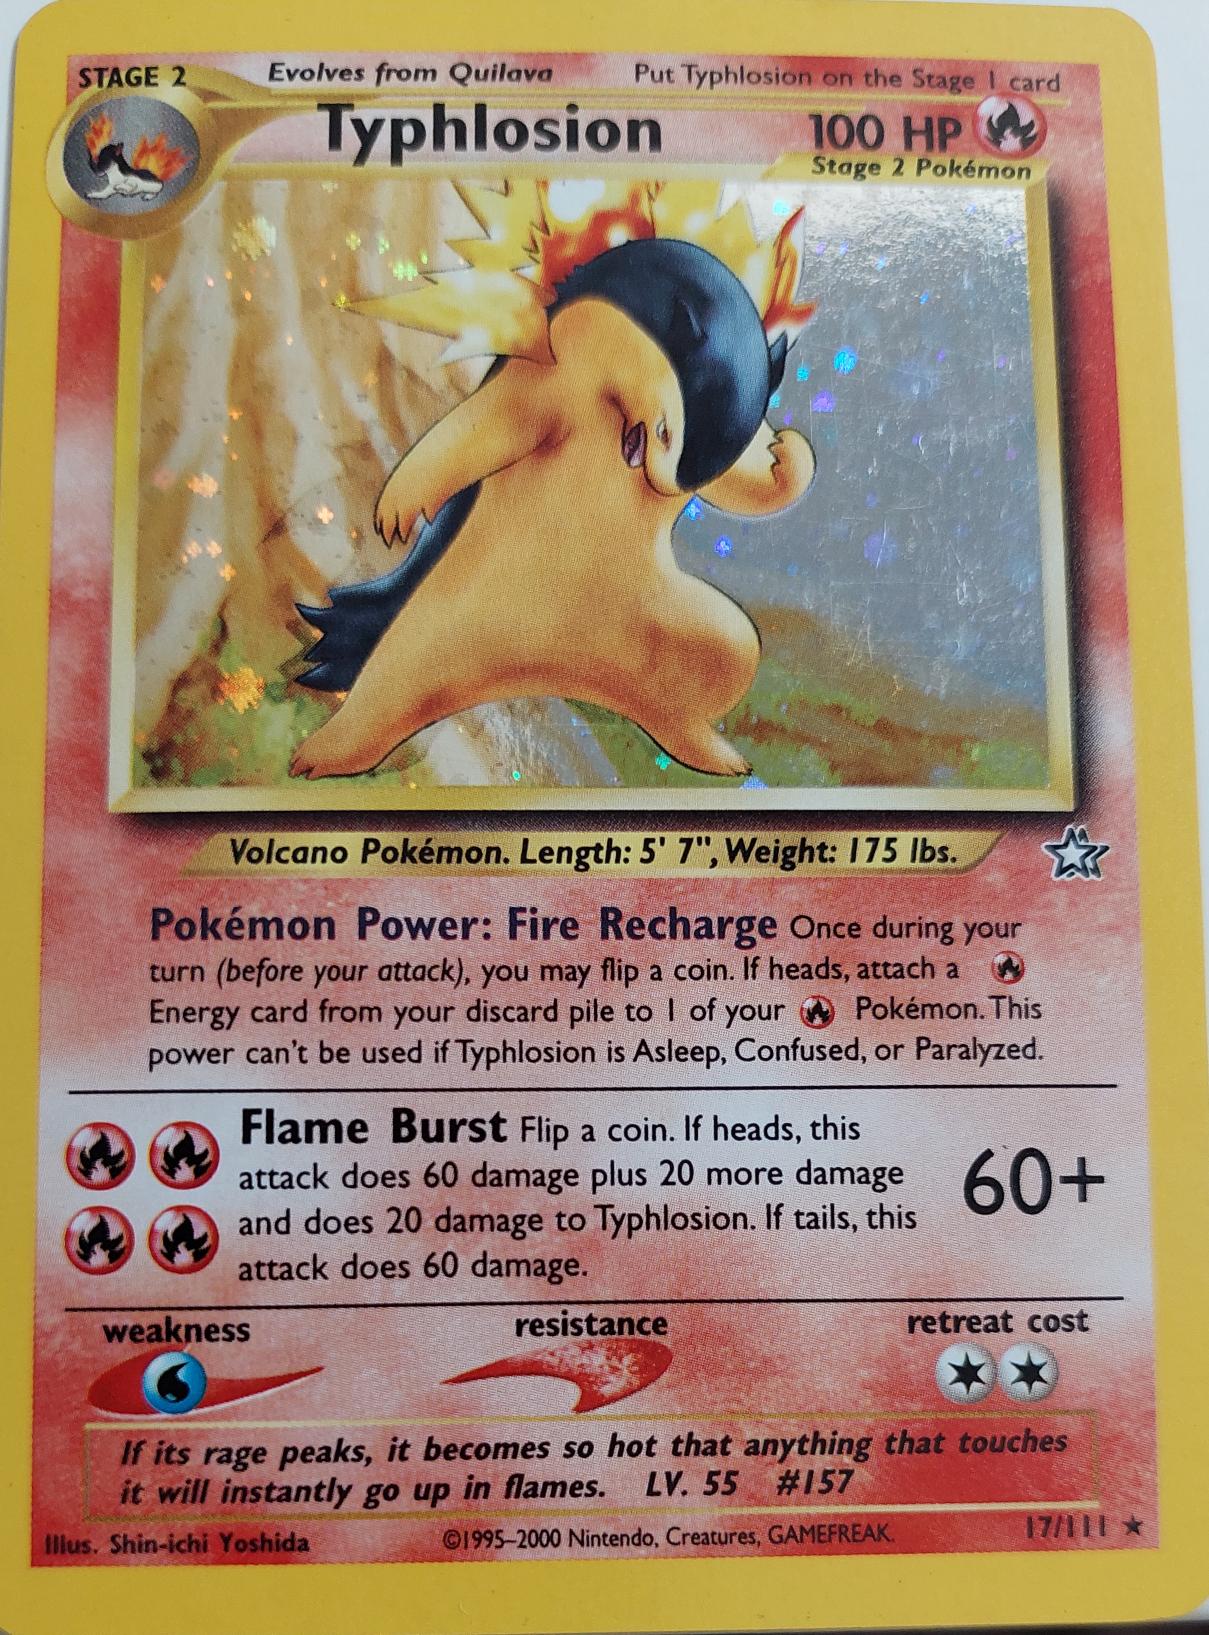 STAGE 2 Evolves from Quilava Put Typhlosion on the Stage 1 card
Typhlosion 100 HP
Stage 2 Pokémon
Volcano Pokémon. Length: 5' 7", Weight: 175 lbs.
Pokémon Power: Fire Recharge Once during your
turn (before your attack), you may flip a coin. If heads, attach a
Energy card from your discard pile to 1 of your Pokémon. This
power can't be used if Typhlosion is Asleep, Confused, or Paralyzed.
Flame Burst Flip a coin. If heads, this
attack does 60 damage plus 20 more damage
and does 20 damage to Typhlosion. If tails, this
attack does 60 damage.
60+
weakness resistance retreat cost
If its rage peaks, it becomes so hot that anything that touches
it will instantly go up in flames. LV. 55 #157
Illus. Shin-ichi Yoshida ©1995–2000 Nintendo, Creatures, GAMEFREAK. 17/111 ★